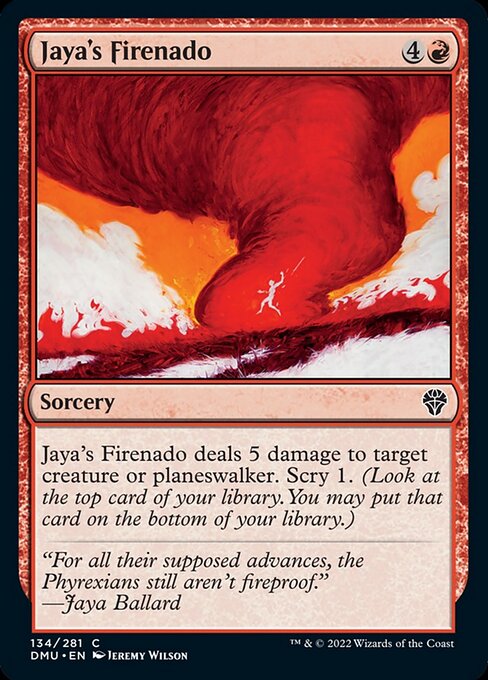 Jaya's Firenado 4
Sorcery
Jaya's Firenado deals 5 damage to target
creature or planeswalker. Scry 1. (Look at
the top card of your library. You may put that
card on the bottom of your library.)
“For all their supposed advances, the
Phyrexians still aren't fireproof.”
—Jaya Ballard
134/281 C
DMU • EN Jeremy Wilson
™ & © 2022 Wizards of the Coast